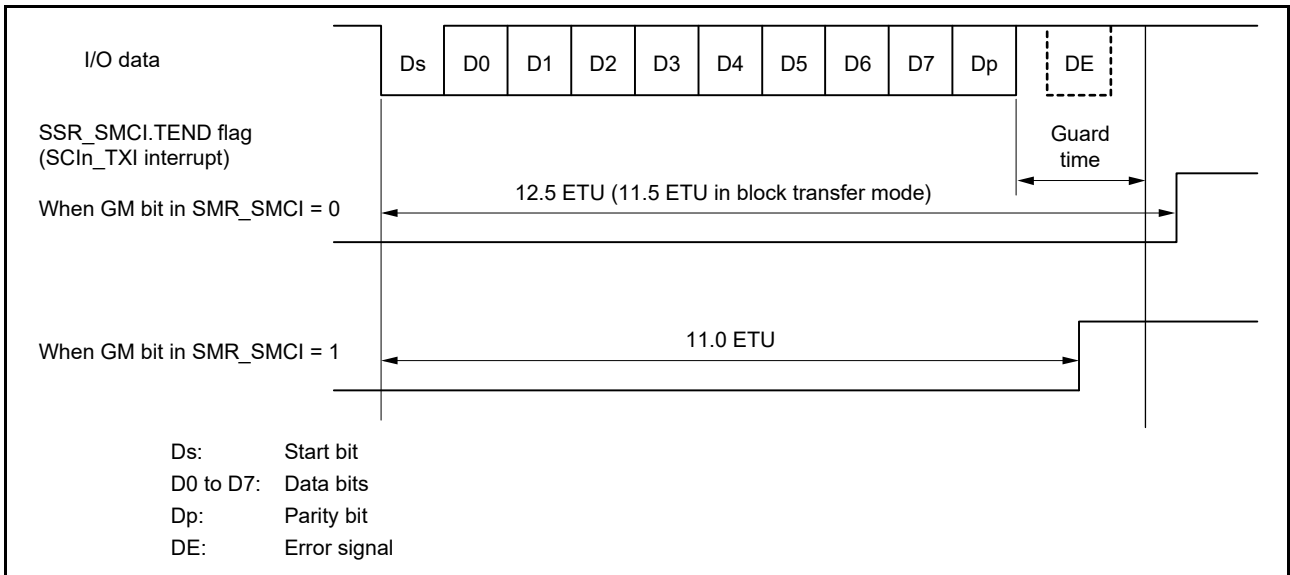 I/O data
Ds D0 D1 D2 D3 D4 D5 D6 D7 Dp DE
SSR_SMCI.TEND flag
(SCIn_TXI interrupt)
Guard
time
When GM bit in SMR_SMCI = 0
12.5 ETU (11.5 ETU in block transfer mode)
When GM bit in SMR_SMCI = 1
11.0 ETU
Ds: Start bit
D0 to D7: Data bits
Dp: Parity bit
DE: Error signal